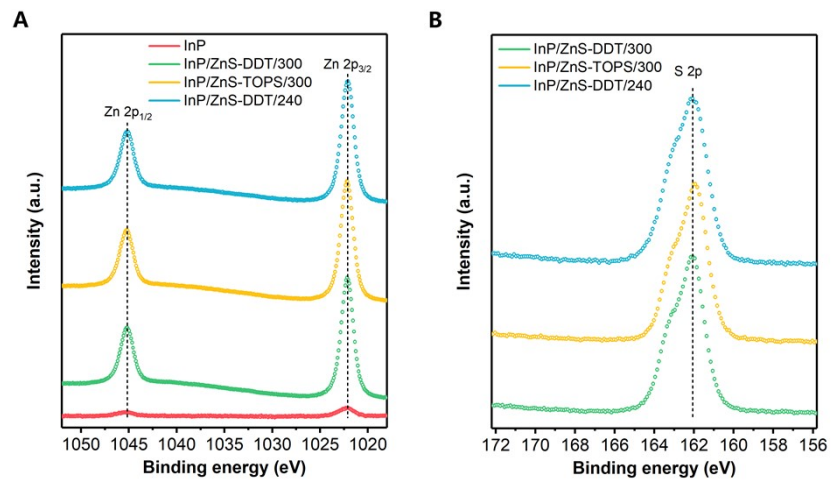 A
InP
InP/ZnS-DDT/300
InP/ZnS-TOPS/300
InP/ZnS-DDT/240
Zn 2p3/2
Zn 2p1/2
Intensity (a.u.)
1050 1045 1040 1035 1030 1025 1020
Binding energy (eV)
B
InP/ZnS-DDT/300
InP/ZnS-TOPS/300
InP/ZnS-DDT/240
S 2p
Intensity (a.u.)
172 170 168 166 164 162 160 158 156
Binding energy (eV)